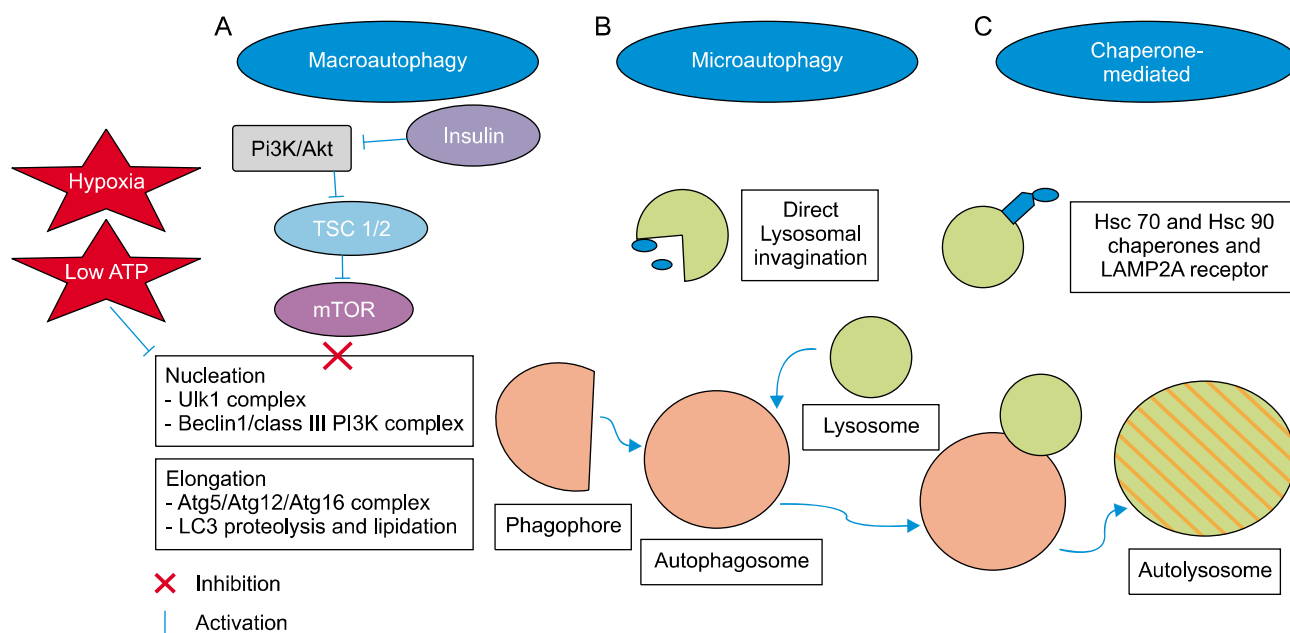 A
Macroautophagy
Insulin
Pi3K/Akt
TSC 1/2
mTOR
Hypoxia
Low ATP
Nucleation
- Ulk1 complex
- Beclin1/class III PI3K complex
Elongation
- Atg5/Atg12/Atg16 complex
- LC3 proteolysis and lipidation
Inhibition
Activation
B
Microautophagy
Direct
Lysosomal
invagination
C
Chaperone-
mediated
Hsc 70 and Hsc 90
chaperones and
LAMP2A receptor
Phagophore
Autophagosome
Lysosome
Autolysosome